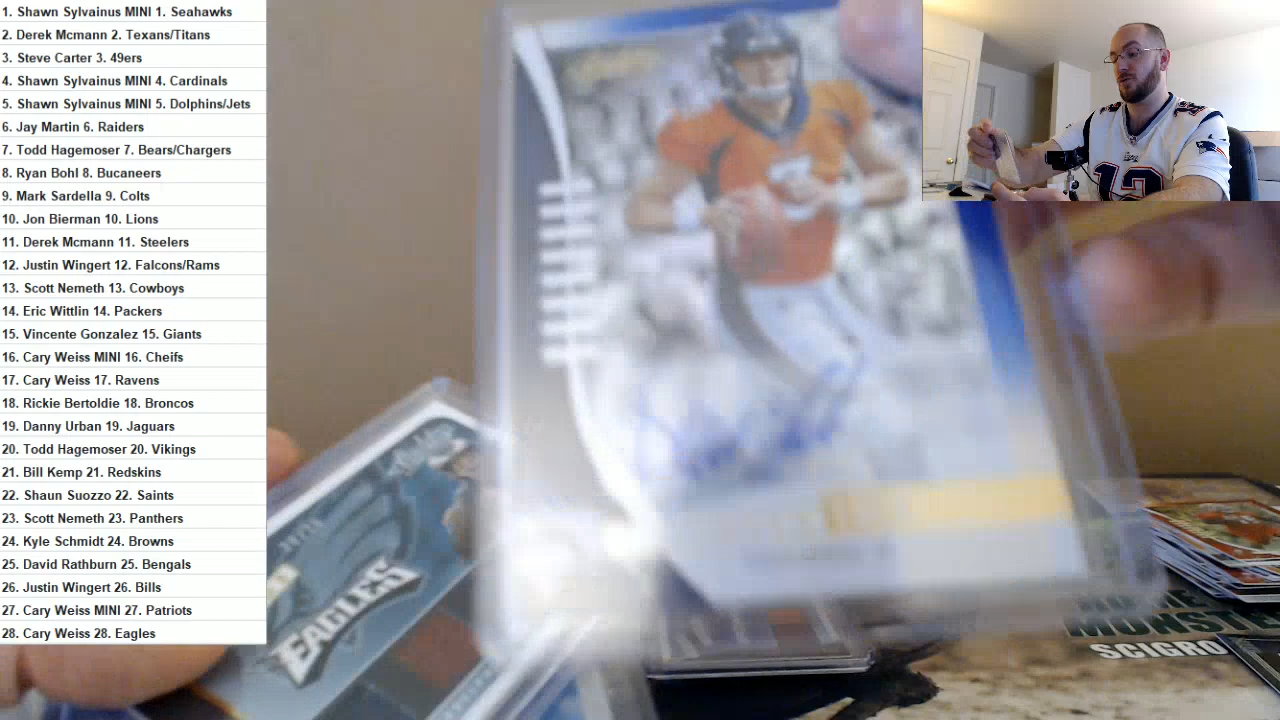 1. Shawn Sylvainus MINI 1. Seahawks
2. Derek Mcmann 2. Texans/Titans
3. Steve Carter 3. 49ers
4. Shawn Sylvainus MINI 4. Cardinals
5. Shawn Sylvainus MINI 5. Dolphins/Jets
6. Jay Martin 6. Raiders
7. Todd Hagemoser 7. Bears/Chargers
8. Ryan Bohl 8. Bucaneers
9. Mark Sardella 9. Colts
10. Jon Bierman 10. Lions
11. Derek Mcmann 11. Steelers
12. Justin Wingert 12. Falcons/Rams
13. Scott Nemeth 13. Cowboys
14. Eric Wittlin 14. Packers
15. Vincente Gonzalez 15. Giants
16. Cary Weiss MINI 16. Cheifs
17. Cary Weiss 17. Ravens
18. Rickie Bertoldie 18. Broncos
19. Danny Urban 19. Jaguars
20. Todd Hagemoser 20. Vikings
21. Bill Kemp 21. Redskins
22. Shaun Suozzo 22. Saints
23. Scott Nemeth 23. Panthers
24. Kyle Schmidt 24. Browns
25. David Rathburn 25. Bengals
26. Justin Wingert 26. Bills
27. Cary Weiss MINI 27. Patriots
28. Cary Weiss 28. Eagles
EAGLES
12
MONSTE
SCIGRO